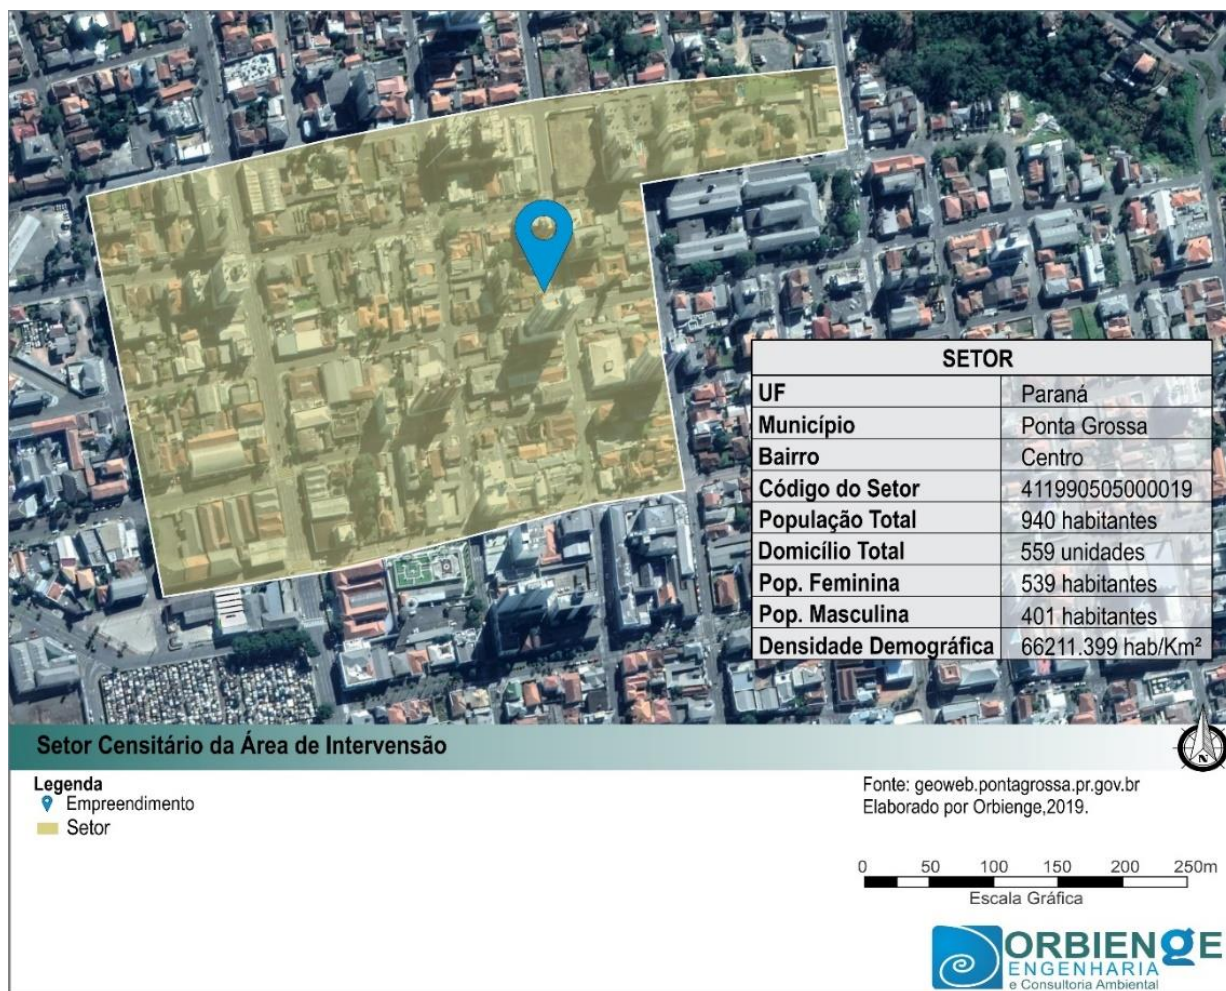 SETOR
UF Paraná
Município Ponta Grossa
Bairro Centro
Código do Setor 411990505000019
População Total 940 habitantes
Domicílio Total 559 unidades
Pop. Feminina 539 habitantes
Pop. Masculina 401 habitantes
Densidade Demográfica 66211.399 hab/Km²
Setor Censitário da Área de Intervensão
N
Legenda
Empreendimento
Setor
Fonte: geoweb.pontagrossa.pr.gov.br
Elaborado por Orbienge,2019.
0 50 100 150 200 250m
Escala Gráfica
ORBIENGE
ENGENHARIA
e Consultoria Ambiental